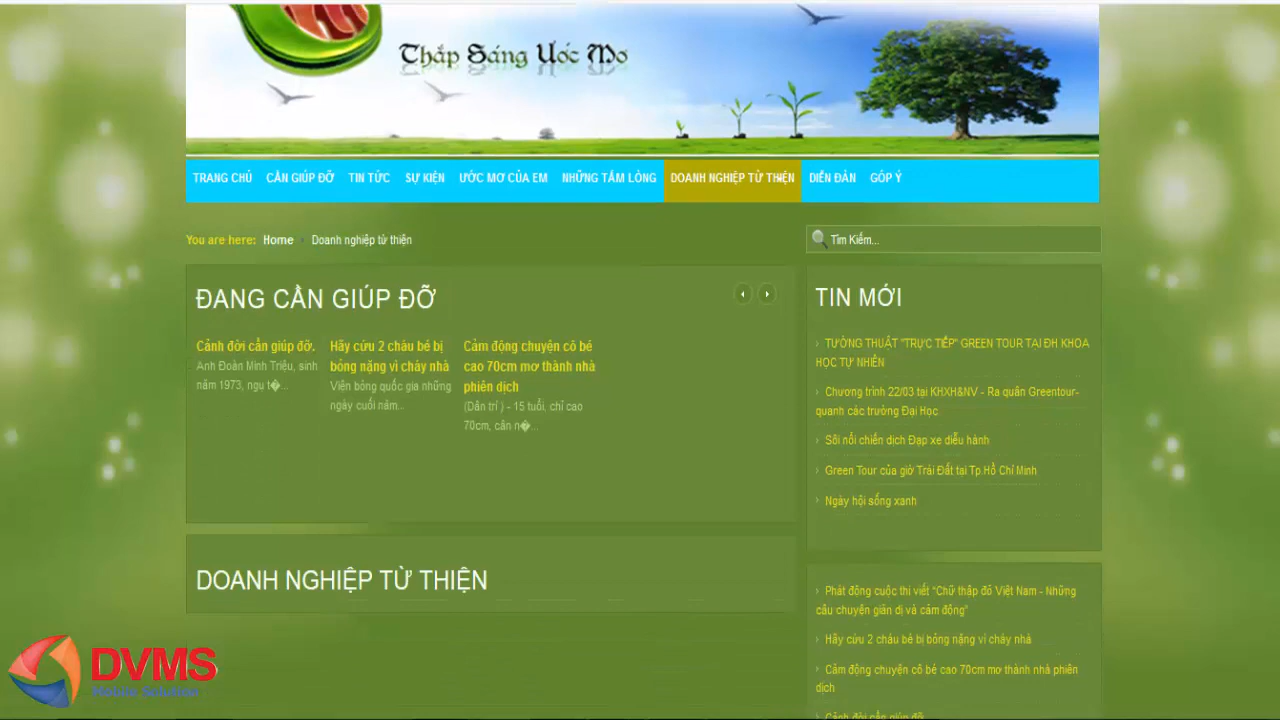 Thắp Sáng Ước Mơ
TRANG CHỦ CẦN GIÚP ĐỠ TIN TỨC SỰ KIỆN ƯỚC MƠ CỦA EM NHỮNG TẤM LÒNG DOANH NGHIỆP TỪ THIỆN DIỄN ĐÀN GÓP Ý
You are here: Home Doanh nghiệp từ thiện
Tìm Kiếm...
ĐANG CẦN GIÚP ĐỠ
Cảnh đời cần giúp đỡ.
Anh Đoàn Minh Triệu, sinh
năm 1973, ngụ t�...
Hãy cứu 2 cháu bé bị
bỏng nặng vì cháy nhà
Viện bỏng quốc gia những
ngày cuối năm...
Cảm động chuyện cô bé
cao 70cm mơ thành nhà
phiên dịch
(Dân trí ) - 15 tuổi, chỉ cao
70cm, cân n�...
DOANH NGHIỆP TỪ THIỆN
TIN MỚI
TƯỜNG THUẬT "TRỰC TIẾP" GREEN TOUR TẠI ĐH KHOA
HỌC TỰ NHIÊN
Chương trình 22/03 tại KHXH&NV - Ra quân Greentour-
quanh các trường Đại Học
Sôi nổi chiến dịch Đạp xe diễu hành
Green Tour của giờ Trái Đất tại Tp.Hồ Chí Minh
Ngày hội sống xanh
Phát động cuộc thi viết "Chữ thập đỏ Việt Nam - Những
câu chuyện giản dị và cảm động"
Hãy cứu 2 cháu bé bị bỏng nặng vì cháy nhà
Cảm động chuyện cô bé cao 70cm mơ thành nhà phiên
dịch
Cảnh đời cần giúp đỡ.
DVMS
Mobile Solution